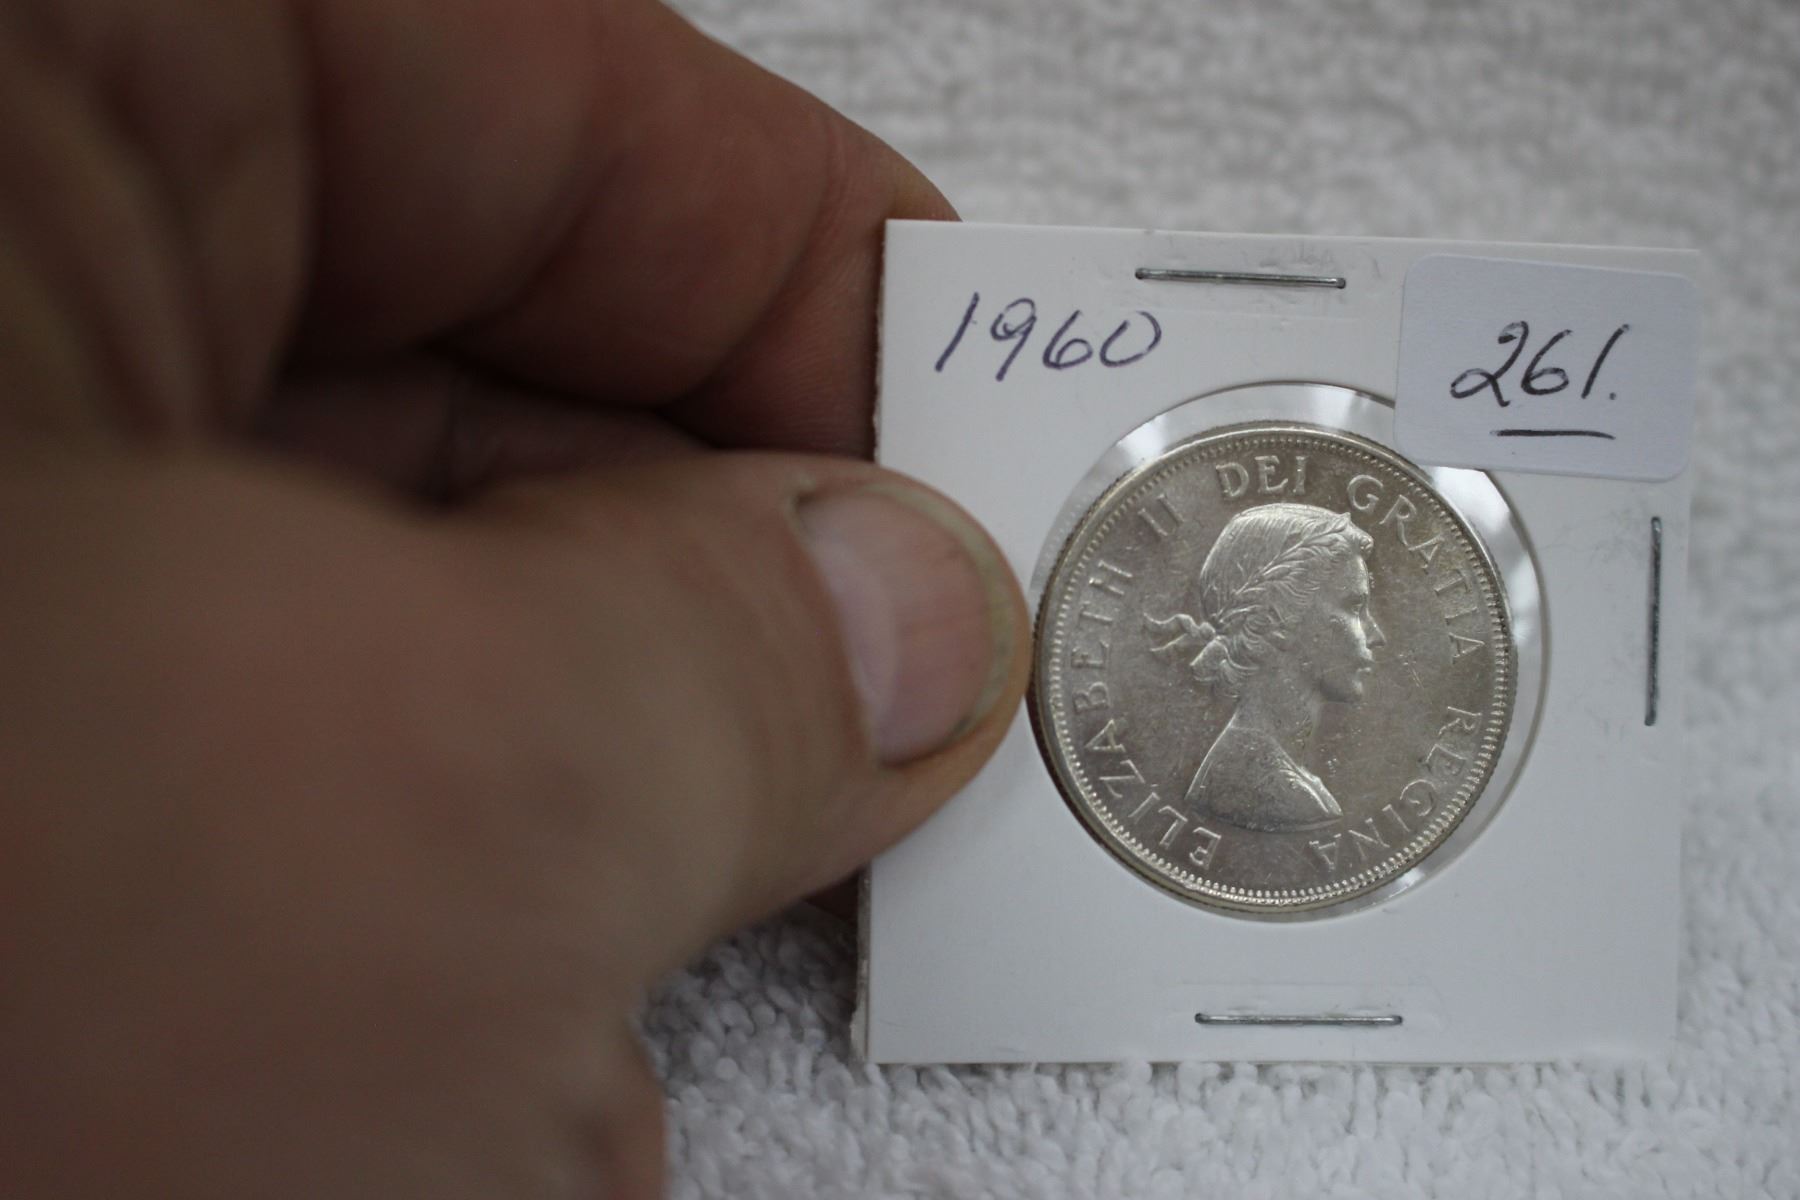 1960
261.
ELIZABETH II DEI GRATIA REGINA